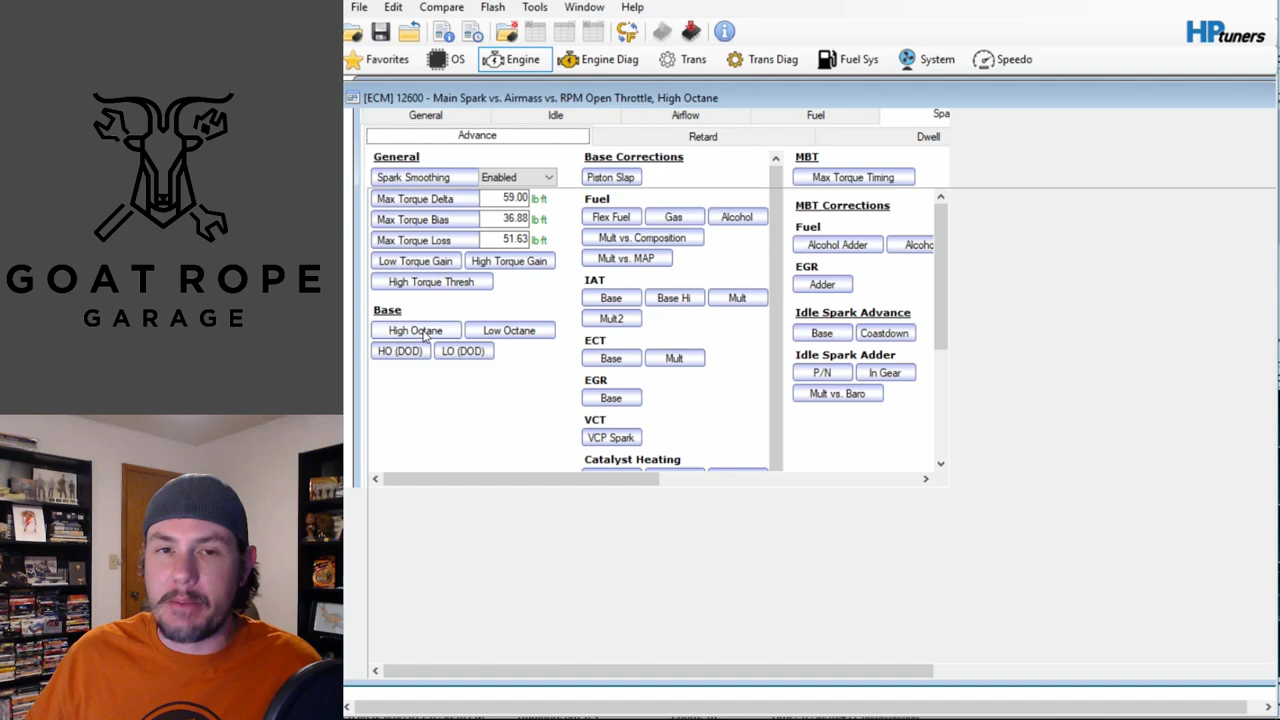 File Edit Compare Flash Tools Window Help
HPtuners
Favorites OS Engine Engine Diag Trans Trans Diag Fuel Sys System Speedo
[ECM] 12600 - Main Spark vs. Airmass vs. RPM Open Throttle, High Octane
General Idle Airflow Fuel Spa
Advance Retard Dwell
General
Spark Smoothing Enabled
Max Torque Delta 59.00 lb ft
Max Torque Bias 36.88 lb ft
Max Torque Loss 51.63 lb ft
Low Torque Gain High Torque Gain
High Torque Thresh
Base
High Octane Low Octane
HO (DOD) LO (DOD)
Base Corrections
Piston Slap
Fuel
Flex Fuel Gas Alcohol
Mult vs. Composition
Mult vs. MAP
IAT
Base Base Hi Mult
Mult2
ECT
Base Mult
EGR
Base
VCT
VCP Spark
Catalyst Heating
MBT
Max Torque Timing
MBT Corrections
Fuel
Alcohol Adder Alcoho
EGR
Adder
Idle Spark Advance
Base Coastdown
Idle Spark Adder
P/N In Gear
Mult vs. Baro
GOAT ROPE
GARAGE